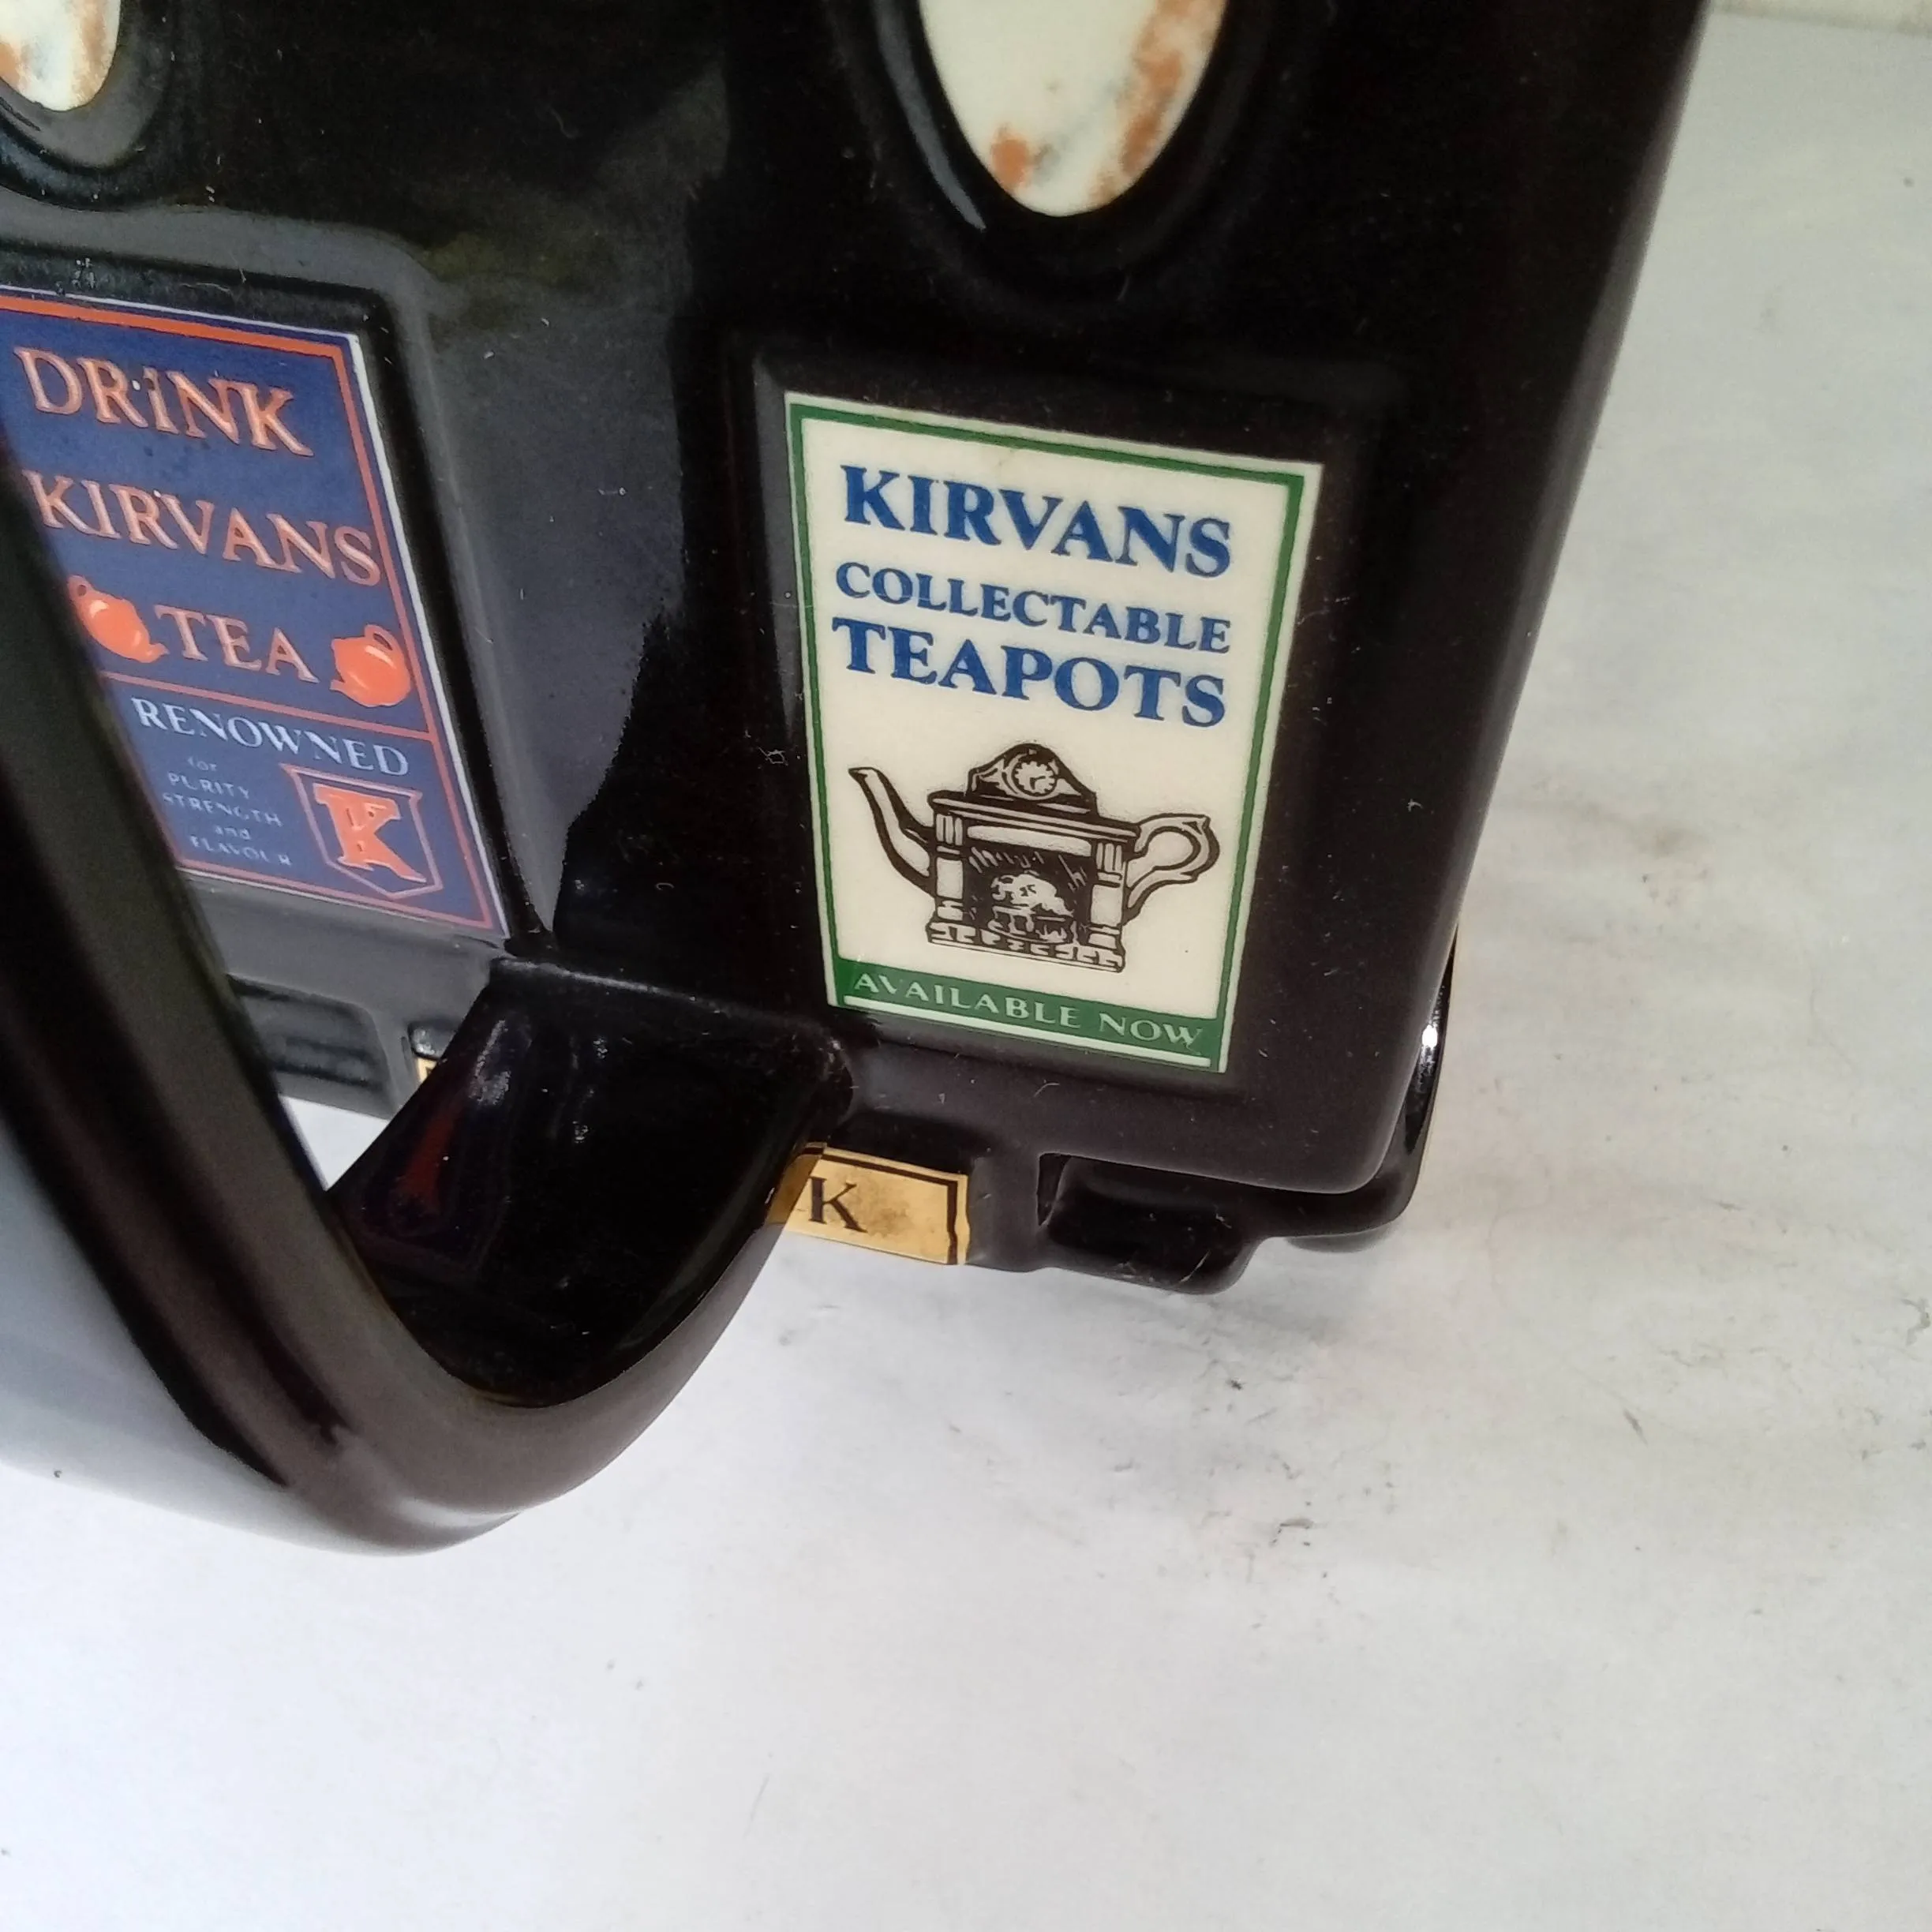 DRiNK
KIRVANS
TEA
RENOWNED
for
PURITY
STRENGTH
and
FLAVOUR
K
KIRVANS
COLLECTABLE
TEAPOTS
AVAILABLE NOW
K